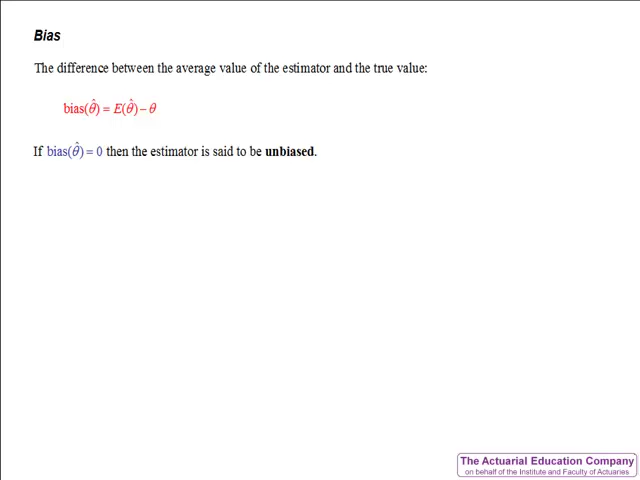 Bias
The difference between the average value of the estimator and the true value:
bias(θ̂) = E(θ̂) − θ
If bias(θ̂) = 0 then the estimator is said to be unbiased.
The Actuarial Education Company
on behalf of the Institute and Faculty of Actuaries